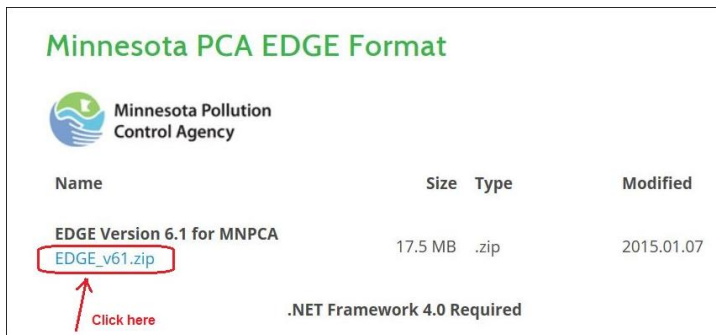 Minnesota PCA EDGE Format
Minnesota Pollution
Control Agency
Name Size Type Modified
EDGE Version 6.1 for MNPCA
EDGE_v61.zip 17.5 MB .zip 2015.01.07
Click here
.NET Framework 4.0 Required